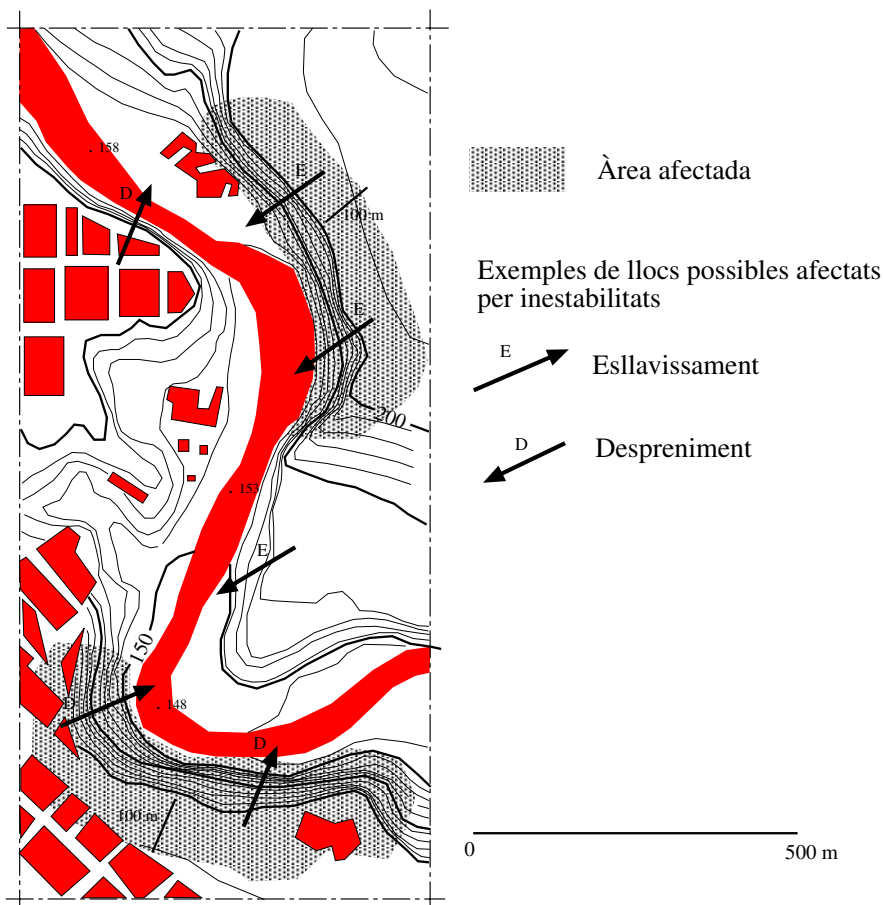 158
E
D
100 m
E
200
153
E
150
148
D
D
100 m
Àrea afectada
Exemples de llocs possibles afectats
per inestabilitats
E
Esllavissament
D
Despreniment
0
500 m